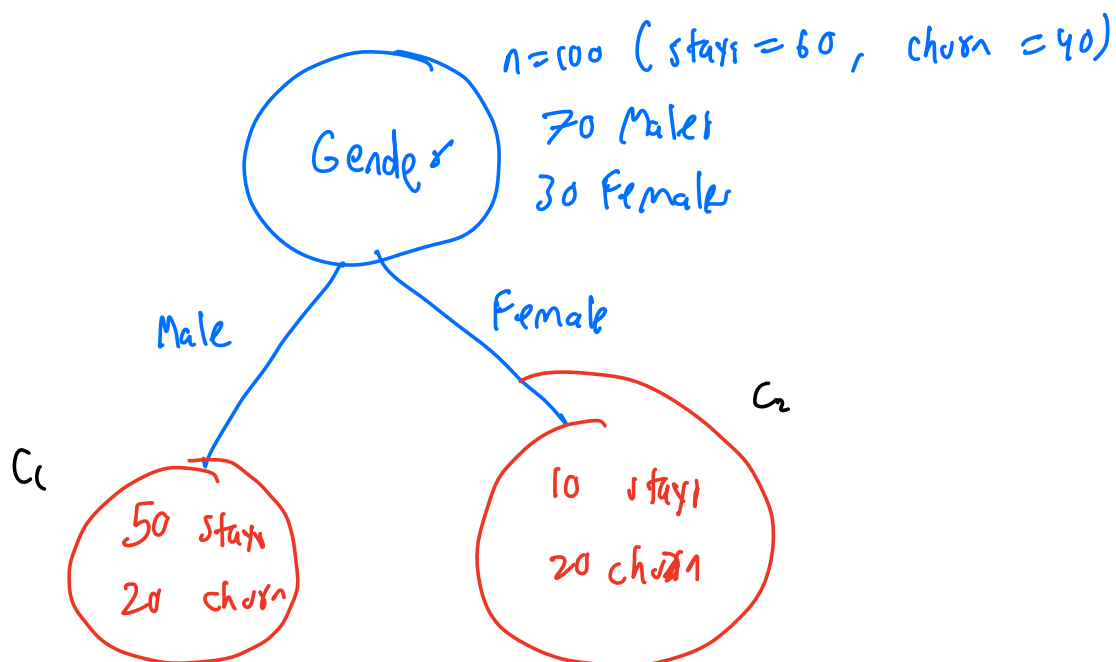 n=100 (stays = 60, churn = 40)
Gender
70 Males
30 Females
Male
Female
C1
C2
50 stays
20 churn
10 stays
20 churn